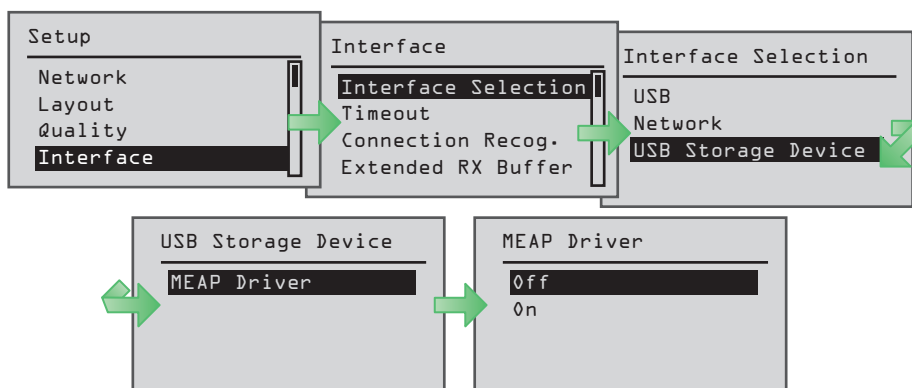 Setup
Network
Layout
Quality
Interface
Interface
Interface Selection
Timeout
Connection Recog.
Extended RX Buffer
Interface Selection
USB
Network
USB Storage Device
USB Storage Device
MEAP Driver
MEAP Driver
Off
On